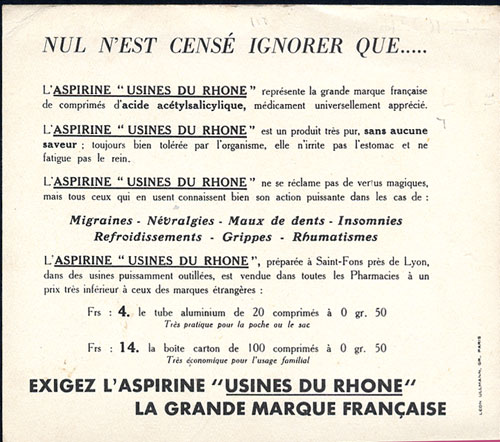 NUL N'EST CENSÉ IGNORER QUE.....
L'ASPIRINE "USINES DU RHONE" représente la grande marque française
de comprimés d'acide acétylsalicylique, médicament universellement apprécié.
L'ASPIRINE "USINES DU RHONE" est un produit très pur, sans aucune
saveur ; toujours bien tolérée par l'organisme, elle n'irrite pas l'estomac et ne
fatigue pas le rein.
L'ASPIRINE "USINES DU RHONE" ne se réclame pas de vertus magiques,
mais tous ceux qui en usent connaissent bien son action puissante dans les cas de :
Migraines - Névralgies - Maux de dents - Insomnies
Refroidissements - Grippes - Rhumatismes
L'ASPIRINE "USINES DU RHONE", préparée à Saint-Fons près de Lyon,
dans des usines puissamment outillées, est vendue dans toutes les Pharmacies à un
prix très inférieur à ceux des marques étrangères :
Frs : 4. le tube aluminium de 20 comprimés à 0 gr. 50
Très pratique pour la poche ou le sac
Frs : 14. la boite carton de 100 comprimés à 0 gr. 50
Très économique pour l'usage familial
EXIGEZ L'ASPIRINE "USINES DU RHONE"
LA GRANDE MARQUE FRANÇAISE
LÉON ULLMANN, GR. PARIS